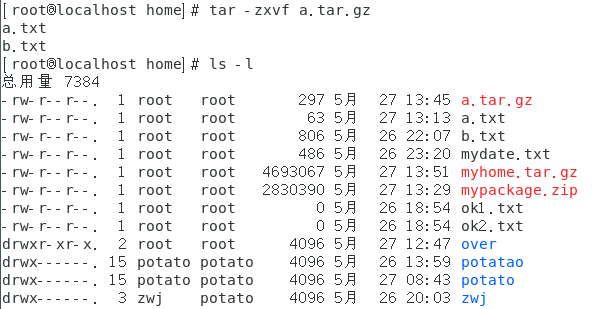 [root@localhost home]# tar -zxvf a.tar.gz
a.txt
b.txt
[root@localhost home]# ls -l
总用量 7384
-rw-r--r--. 1 root root 297 5月 27 13:45 a.tar.gz
-rw-r--r--. 1 root root 63 5月 27 13:13 a.txt
-rw-r--r--. 1 root root 806 5月 26 22:07 b.txt
-rw-r--r--. 1 root root 486 5月 26 23:20 mydate.txt
-rw-r--r--. 1 root root 4693067 5月 27 13:51 myhome.tar.gz
-rw-r--r--. 1 root root 2830390 5月 27 13:29 mypackage.zip
-rw-r--r--. 1 root root 0 5月 26 18:54 ok1.txt
-rw-r--r--. 1 root root 0 5月 26 18:54 ok2.txt
drwxr-xr-x. 2 root root 4096 5月 27 12:47 over
drwx------. 15 potato potato 4096 5月 26 13:59 potatao
drwx------. 15 potato potato 4096 5月 27 08:43 potato
drwx------. 3 zwj potato 4096 5月 26 20:03 zwj